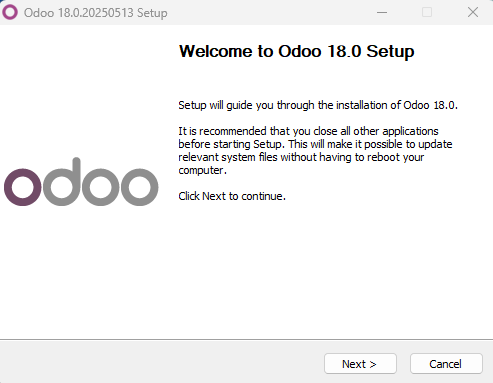 Odoo 18.0.20250513 Setup
Welcome to Odoo 18.0 Setup
Setup will guide you through the installation of Odoo 18.0.
It is recommended that you close all other applications
before starting Setup. This will make it possible to update
relevant system files without having to reboot your
computer.
Click Next to continue.
odoo
Next >
Cancel